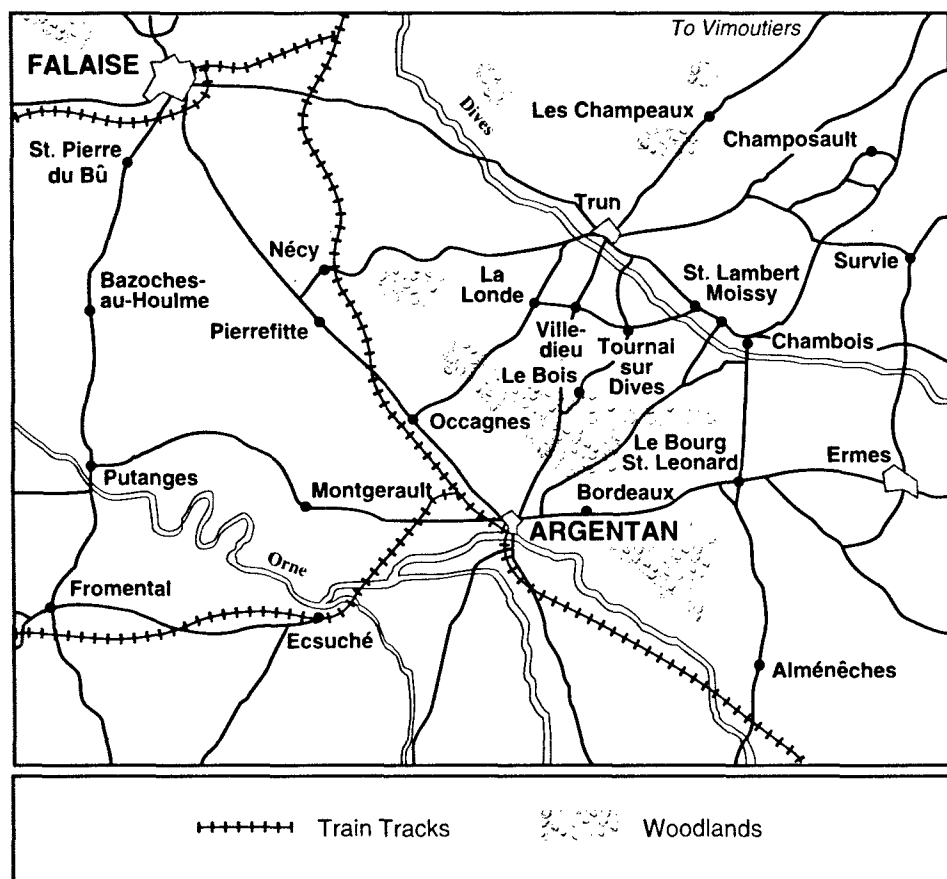 To Vimoutiers
FALAISE
Dives
Les Champeaux
Champosault
St. Pierre
du Bû
Trun
Nécy
La
Londe
St. Lambert
Moissy
Survie
Bazoches-
au-Houlme
Pierrefitte
Ville-
dieu
Tournai
sur
Dives
Chambois
Le Bois
Occagnes
Le Bourg
St. Leonard
Ermes
Putanges
Montgerault
Bordeaux
ARGENTAN
Orne
Fromental
Ecsuché
Alménêches
Train Tracks
Woodlands